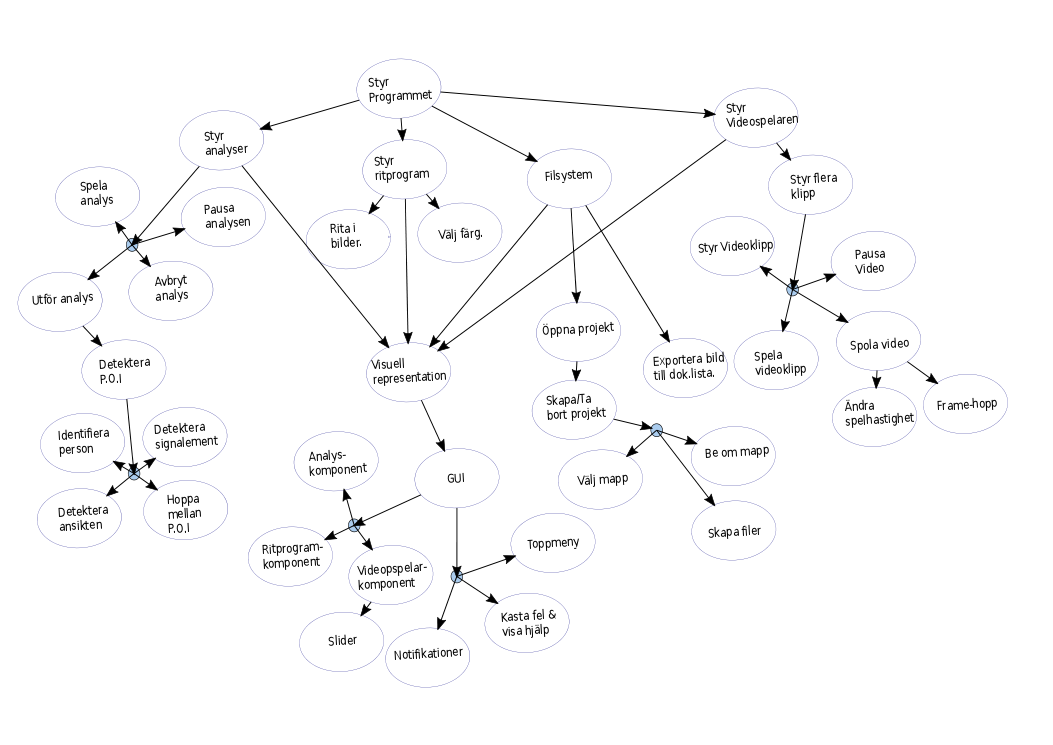 Styr
Programmet
Styr
Videospelaren
Styr
analyser
Styr
ritprogram
Filsystem
Styr flera
klipp
Spela
analys
Pausa
analysen
Rita i
bilder.
Välj färg.
Styr Videoklipp
Pausa
Video
Utför analys
Avbryt
analys
Öppna projekt
Spola video
Detektera
P.O.I
Visuell
representation
Exportera bild
till dok.lista.
Spela
videoklipp
Skapa/Ta
bort projekt
Ändra
spelhastighet
Frame-hopp
Identifiera
person
Detektera
signalement
Be om mapp
Analys-
komponent
GUI
Välj mapp
Detektera
ansikten
Hoppa
mellan
P.O.I
Skapa filer
Ritprogram-
komponent
Toppmeny
Videopspelar-
komponent
Kasta fel &
visa hjälp
Slider
Notifikationer